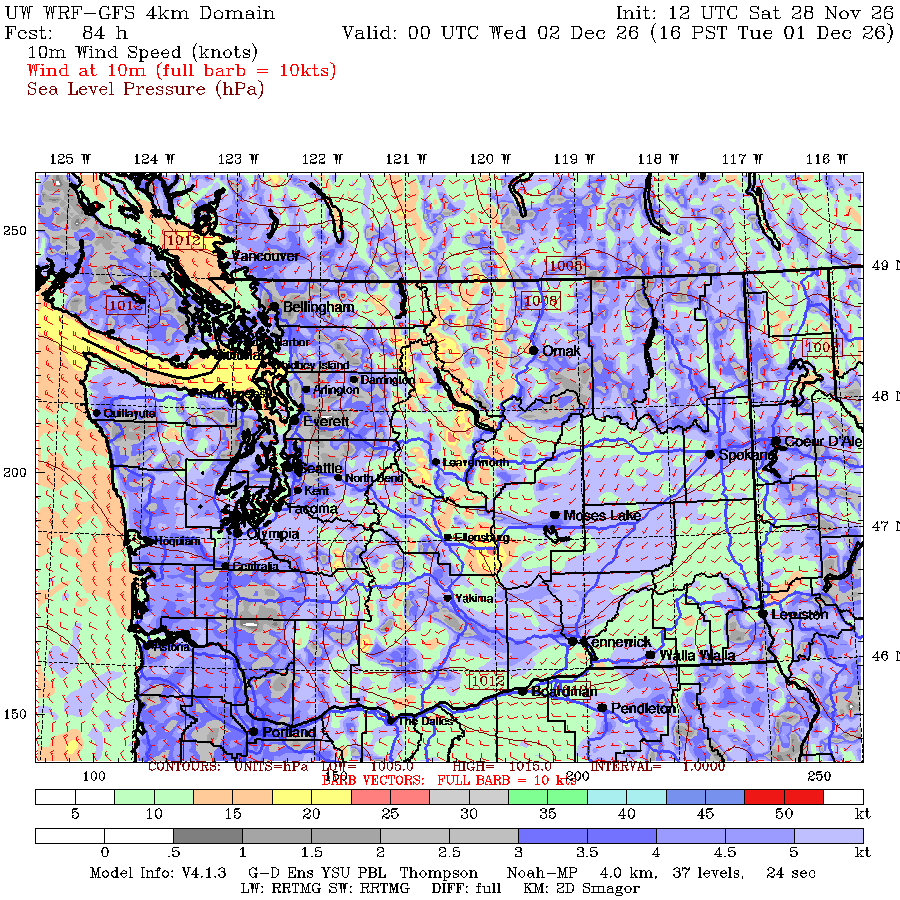 UW WRF-GFS 4km Domain Init: 12 UTC Sat 28 Nov 26
Fcst: 84 h Valid: 00 UTC Wed 02 Dec 26 (16 PST Tue 01 Dec 26)
10m Wind Speed (knots)
Wind at 10m (full barb = 10kts)
Sea Level Pressure (hPa)
125 W 124 W 123 W 122 W 121 W 120 W 119 W 118 W 117 W 116 W
250
1012
Vancouver
49 N
1008
1012
1008
Bellingham
Harbor
1008
Omak
Whidbey Island
Darrington
Arlington
48 N
Quillayute
Everett
Coeur D'Alene
Spokane
Leavenworth
200
Seattle
North Bend
Kent
Tacoma
Moses Lake
47 N
Olympia
Hoquiam
Ellensburg
Centralia
Yakima
Lewiston
Kennewick
Astoria
Walla Walla
46 N
1012
Boardman
Pendleton
150
The Dalles
Portland
CONTOURS: UNITS=hPa LOW= 1005.0 HIGH= 1015.0 INTERVAL= 1.0000
100 150 200 250
BARB VECTORS: FULL BARB = 10 kts
5 10 15 20 25 30 35 40 45 50 kt
0 .5 1 1.5 2 2.5 3 3.5 4 4.5 5 kt
Model Info: V4.1.3 G-D Ens YSU PBL Thompson Noah-MP 4.0 km, 37 levels, 24 sec
LW: RRTMG SW: RRTMG DIFF: full KM: 2D Smagor